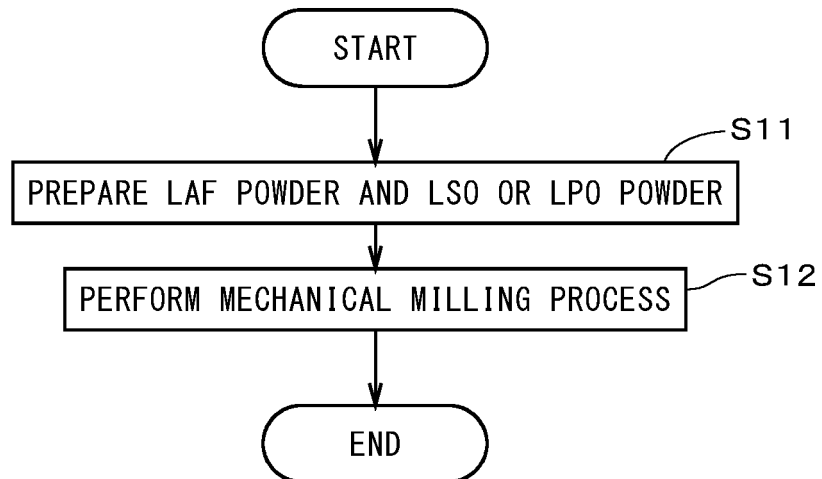 START
S11
PREPARE LAF POWDER AND LSO OR LPO POWDER
S12
PERFORM MECHANICAL MILLING PROCESS
END